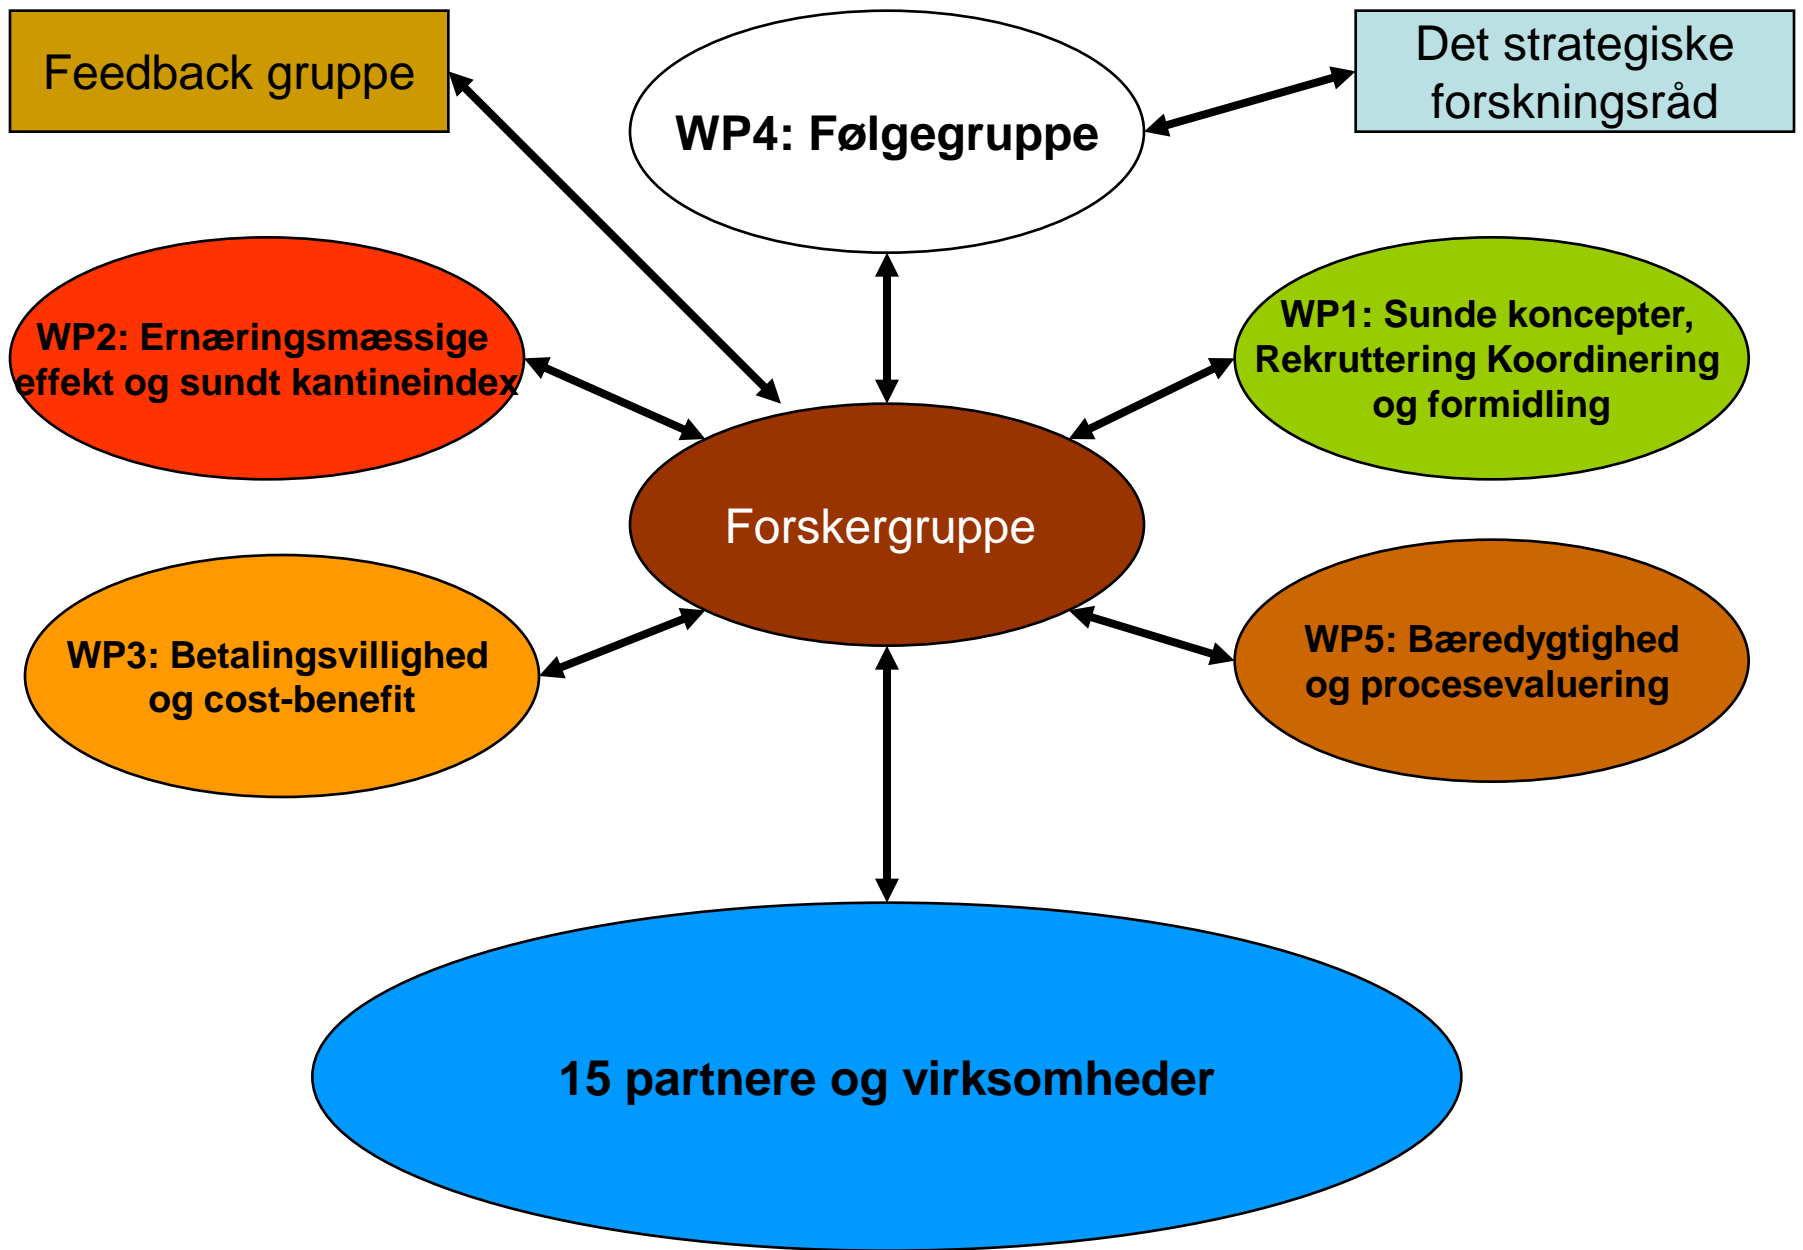 Feedback gruppe
WP4: Følgegruppe
Det strategiske
forskningsråd
WP2: Ernæringsmæssige
effekt og sundt kantineindex
WP1: Sunde koncepter,
Rekruttering Koordinering
og formidling
Forskergruppe
WP3: Betalingsvillighed
og cost-benefit
WP5: Bæredygtighed
og procesevaluering
15 partnere og virksomheder